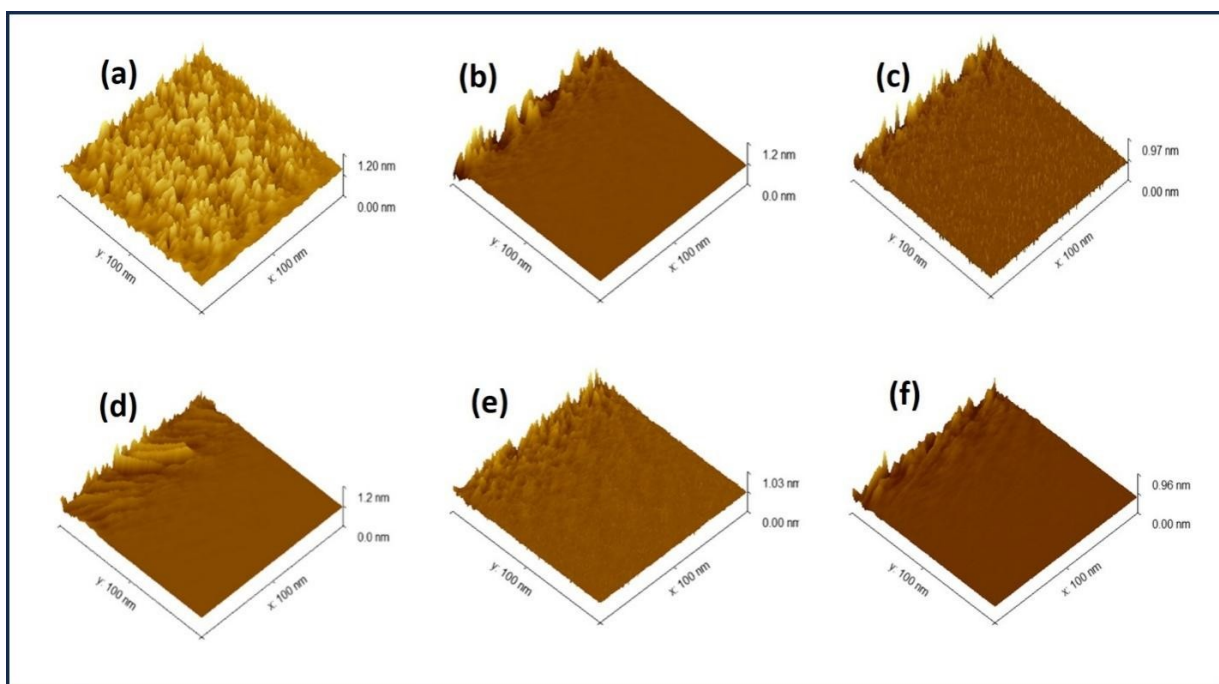 (a)
1.20 nm
0.00 nm
y: 100 nm
x: 100 nm
(b)
1.2 nm
0.0 nm
y: 100 nm
x: 100 nm
(c)
0.97 nm
0.00 nm
y: 100 nm
x: 100 nm
(d)
1.2 nm
0.0 nm
y: 100 nm
x: 100 nm
(e)
1.03 nm
0.00 nm
y: 100 nm
x: 100 nm
(f)
0.96 nm
0.00 nm
y: 100 nm
x: 100 nm